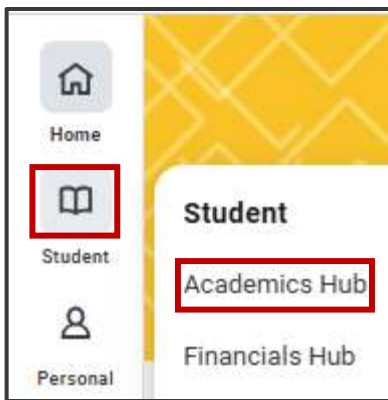 Home
Student
Personal
Student
Academics Hub
Financials Hub